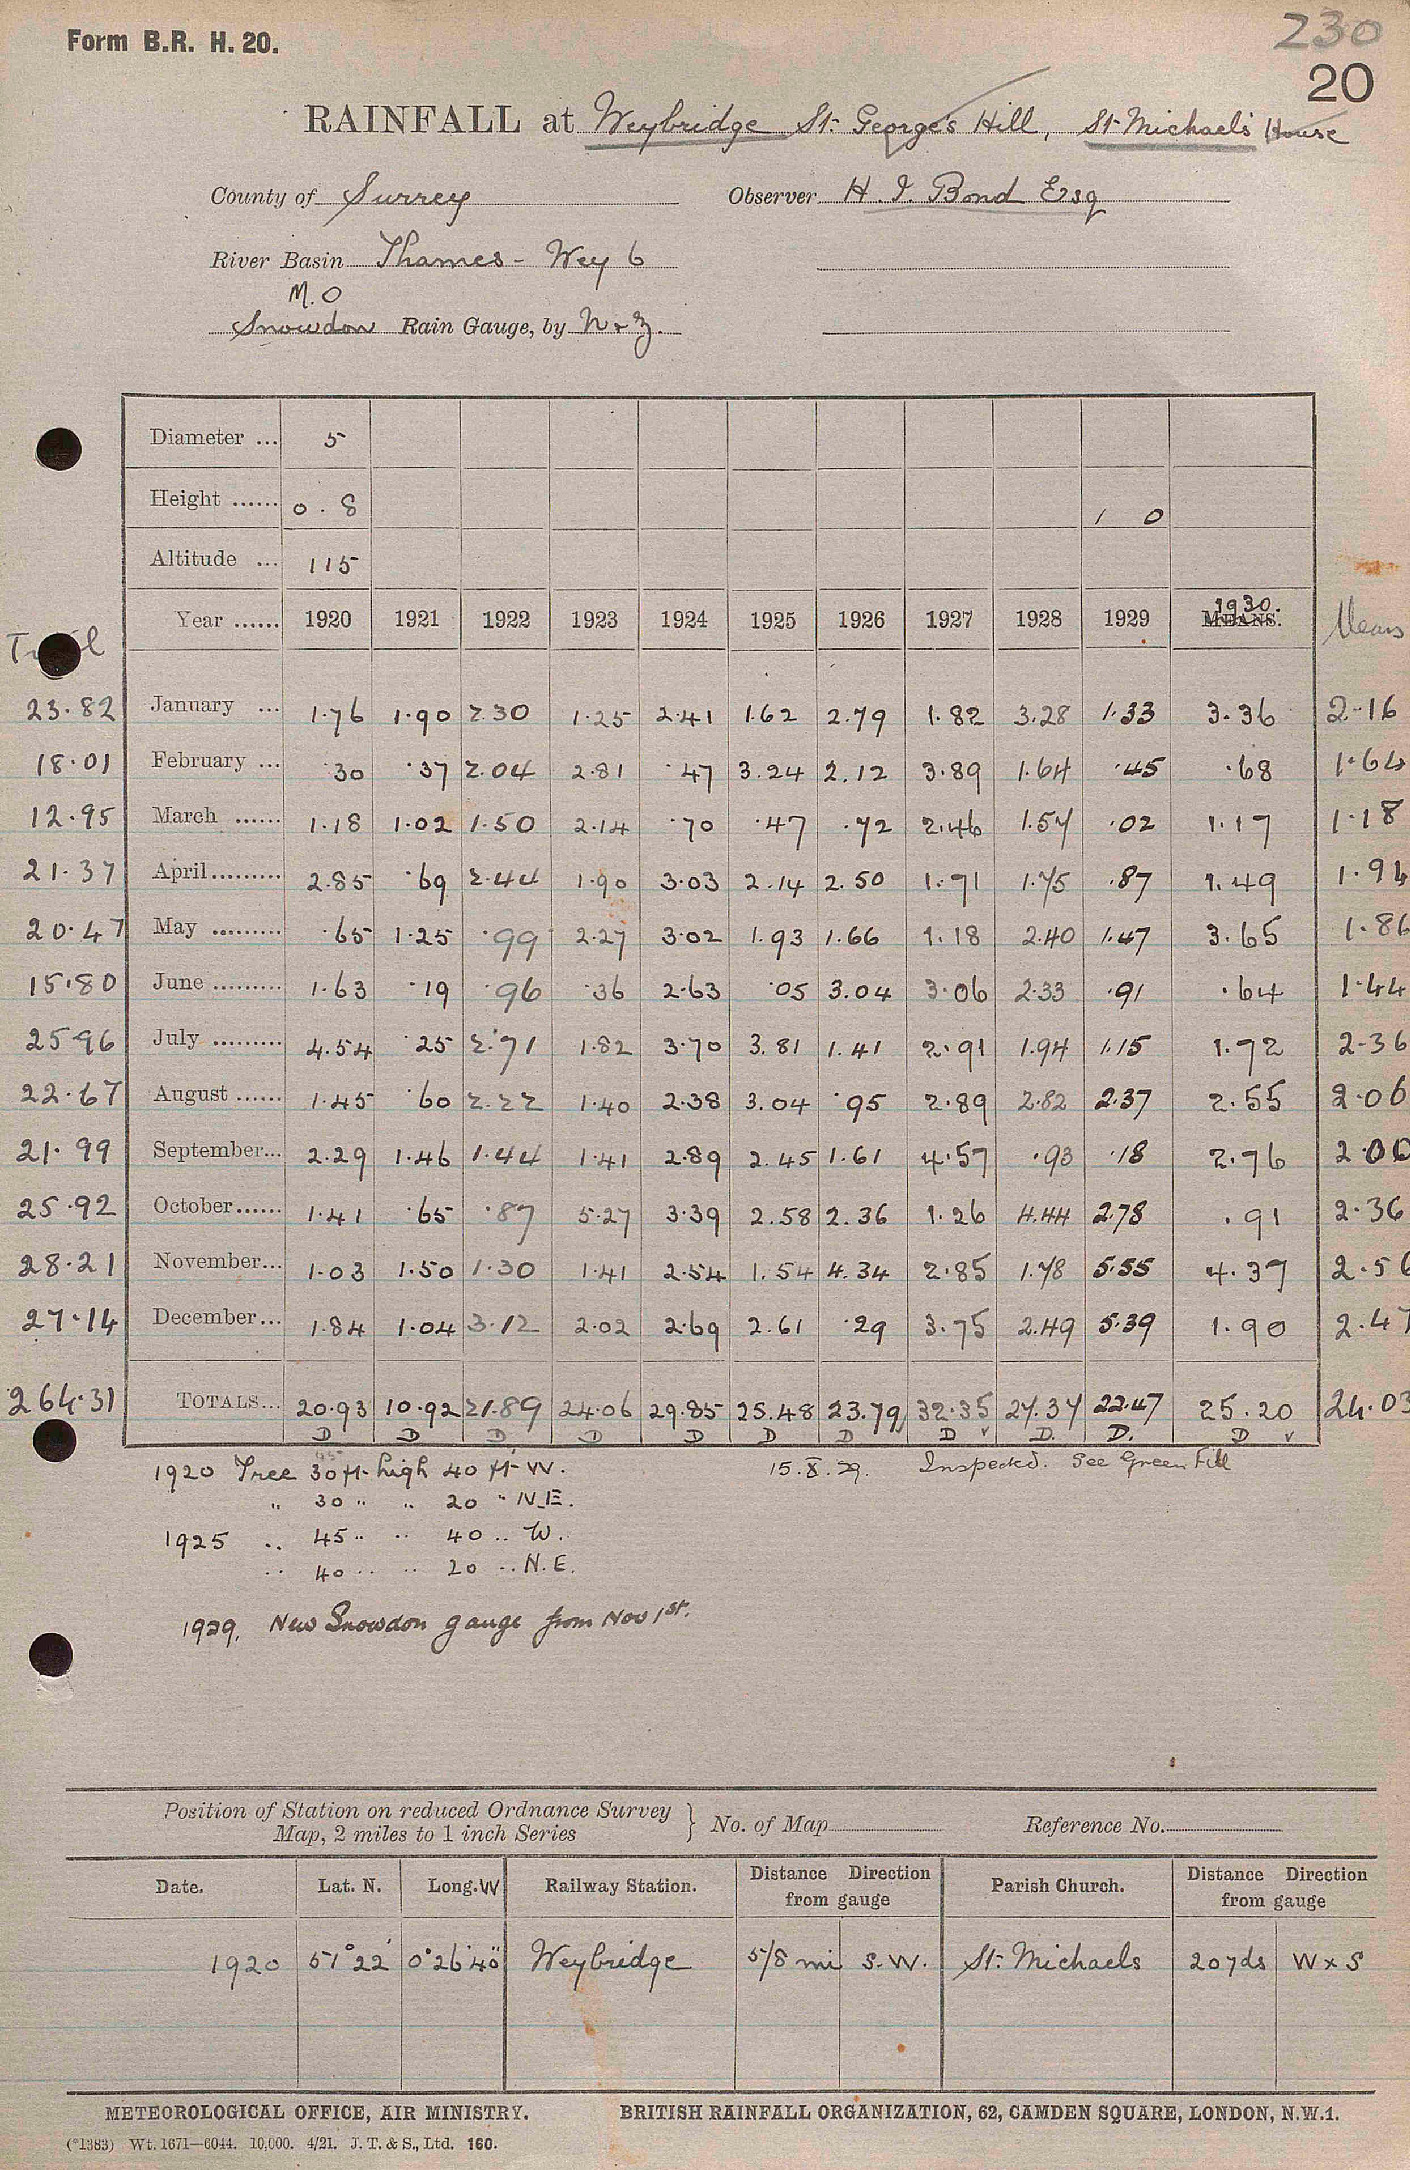 Form B.R. H. 20.
230
20
RAINFALL at Weybridge St. George's Hill, St. Michael's House
County of Surrey Observer H. I. Bond Esq
River Basin Thames - Wey 6
M.O
Snowdon Rain Gauge, by N & Z.
Diameter ... 5
Height ...... 0 . 8 1 0
Altitude ... 115
Year ...... 1920 1921 1922 1923 1924 1925 1926 1927 1928 1929 1930. MEANS. Means
23.82 January ... 1.76 1.90 2.30 1.25 2.41 1.62 2.79 1.82 3.28 1.33 3.36 2.16
18.01 February ... .30 .37 2.04 2.81 .47 3.24 2.12 3.89 1.64 .45 .68 1.64
12.95 March ...... 1.18 1.02 1.50 2.14 .70 .47 .72 2.46 1.57 .02 1.17 1.18
21.37 April......... 2.85 .69 2.44 1.90 3.03 2.14 2.50 1.71 1.75 .87 1.49 1.94
20.47 May ......... .65 1.25 .99 2.27 3.02 1.93 1.66 1.18 2.40 1.47 3.65 1.86
15.80 June ......... 1.63 .19 .96 .36 2.63 .05 3.04 3.06 2.33 .91 .64 1.44
25.96 July ......... 4.54 .25 2.71 1.82 3.70 3.81 1.41 2.91 1.94 1.15 1.72 2.36
22.67 August ...... 1.45 .60 2.22 1.40 2.38 3.04 .95 2.89 2.82 2.37 2.55 2.06
21.99 September... 2.29 1.46 1.44 1.41 2.89 2.45 1.61 4.57 .93 .18 2.76 2.00
25.92 October...... 1.41 .65 .87 5.27 3.39 2.58 2.36 1.26 4.44 2.78 .91 2.36
28.21 November... 1.03 1.50 1.30 1.41 2.54 1.54 4.34 2.85 1.78 5.55 4.37 2.56
27.14 December... 1.84 1.04 3.12 2.02 2.69 2.61 .29 3.75 2.49 5.39 1.90 2.47
264.31 TOTALS... 20.93 10.92 21.89 24.06 29.85 25.48 23.79 32.35 27.37 22.47 25.20 24.03
D D D D D D D D v D. D. D v
1920 Tree 30 ft. high 40 ft W. 15.X.29. Inspected. See Green Fill
" 30 " " 20 " N.E.
1925 " 45 " " 40 " W.
" 40 " " 20 " N.E.
1929. New Snowdon gauge from Nov 1st.
Position of Station on reduced Ordnance Survey
Map, 2 miles to 1 inch Series } No. of Map Reference No.
Date. Lat. N. Long. W Railway Station. Distance Direction from gauge Parish Church. Distance Direction from gauge
1920 51° 22' 0° 26' 40" Weybridge 5/8 mi S.W. St. Michaels 20 yds W x S
METEOROLOGICAL OFFICE, AIR MINISTRY. BRITISH RAINFALL ORGANIZATION, 62, CAMDEN SQUARE, LONDON, N.W.1.
(*1383) Wt. 1671—6044. 10,000. 4/21. J. T. & S., Ltd. 160.